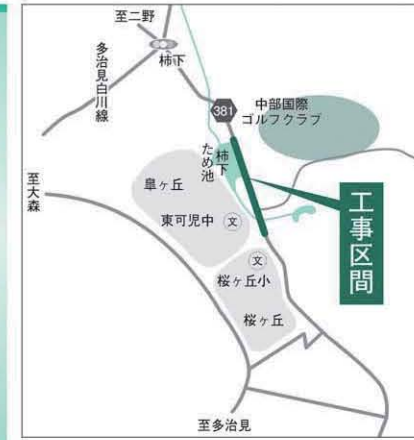 至二野
多治見白川線
柿下
381
中部国際
ゴルフクラブ
柿下
ため池
至大森
皐ヶ丘
東可児中
文
工事区間
文
桜ヶ丘小
桜ヶ丘
至多治見